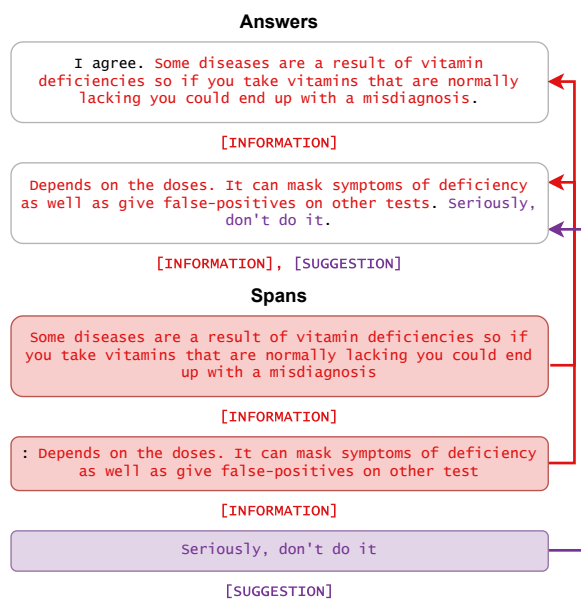 Answers
I agree. Some diseases are a result of vitamin
deficiencies so if you take vitamins that are normally
lacking you could end up with a misdiagnosis.
[INFORMATION]
Depends on the doses. It can mask symptoms of deficiency
as well as give false-positives on other tests. Seriously,
don't do it.
[INFORMATION], [SUGGESTION]
Spans
Some diseases are a result of vitamin deficiencies so if
you take vitamins that are normally lacking you could end
up with a misdiagnosis
[INFORMATION]
: Depends on the doses. It can mask symptoms of deficiency
as well as give false-positives on other test
[INFORMATION]
Seriously, don't do it
[SUGGESTION]